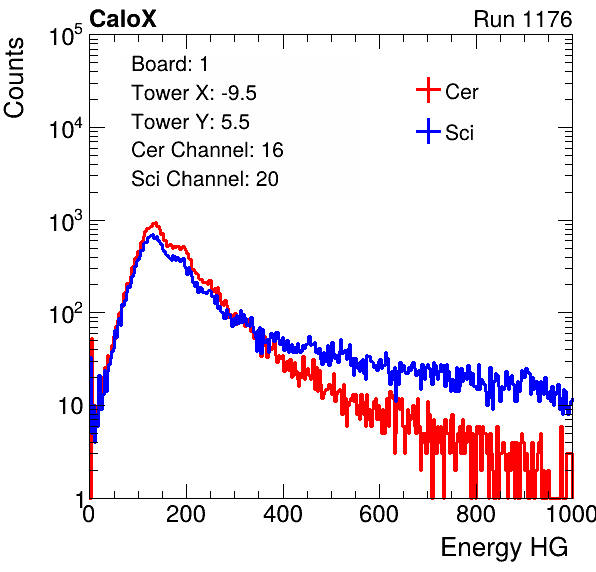 CaloX Run 1176
Counts
10^5
10^4
10^3
10^2
10
1
Board: 1
Tower X: -9.5
Tower Y: 5.5
Cer Channel: 16
Sci Channel: 20
Cer
Sci
0 200 400 600 800 1000
Energy HG